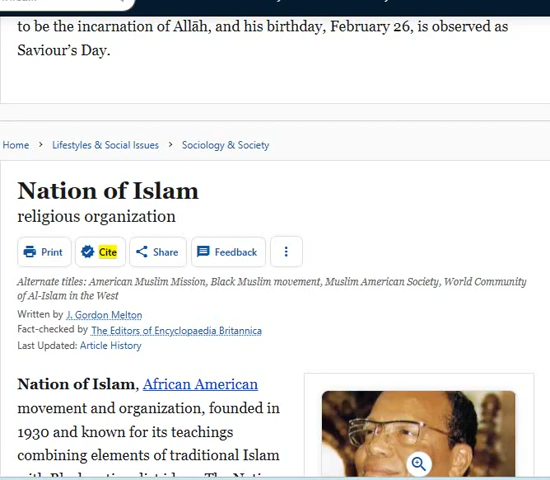 to be the incarnation of Allāh, and his birthday, February 26, is observed as
Saviour's Day.
Home > Lifestyles & Social Issues > Sociology & Society
Nation of Islam
religious organization
Print Cite Share Feedback
Alternate titles: American Muslim Mission, Black Muslim movement, Muslim American Society, World Community
of Al-Islam in the West
Written by J. Gordon Melton
Fact-checked by The Editors of Encyclopaedia Britannica
Last Updated: Article History
Nation of Islam, African American
movement and organization, founded in
1930 and known for its teachings
combining elements of traditional Islam